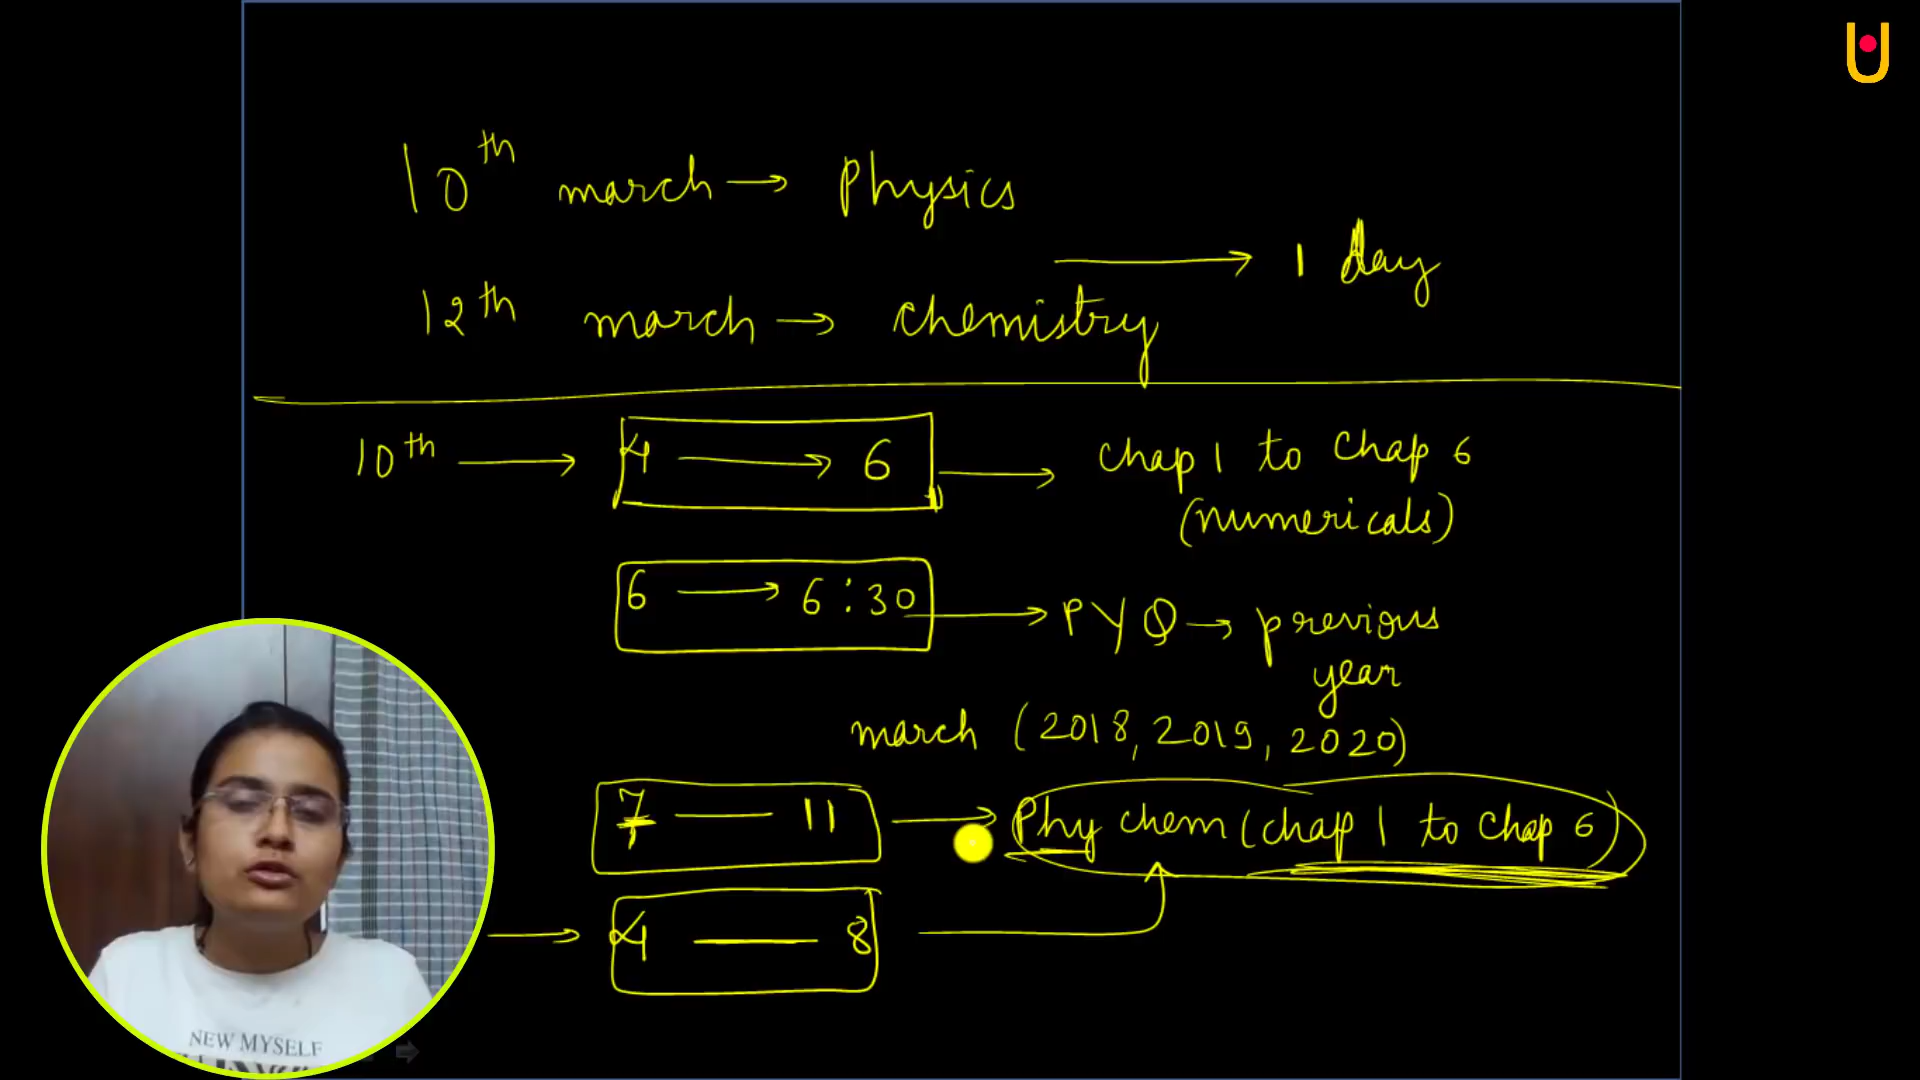 10th march → Physics
→ 1 day
12th march → chemistry
10th → 4 → 6 → chap 1 to chap 6
(numericals)
6 → 6:30 → PYQ → previous
year
march (2018, 2019, 2020)
7 — 11 → Phy chem (chap 1 to chap 6)
→ 4 — 8
NEW MYSELF